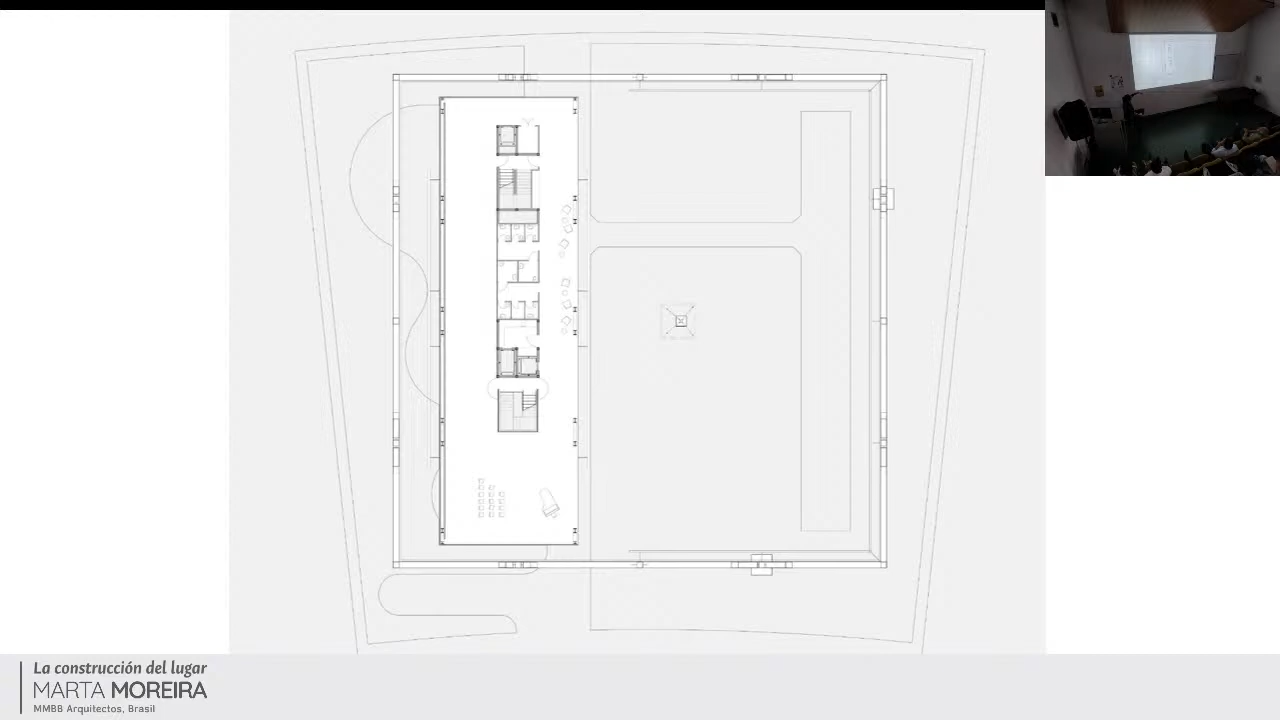 La construcción del lugar
MARTA MOREIRA
MMBB Arquitectos, Brasil